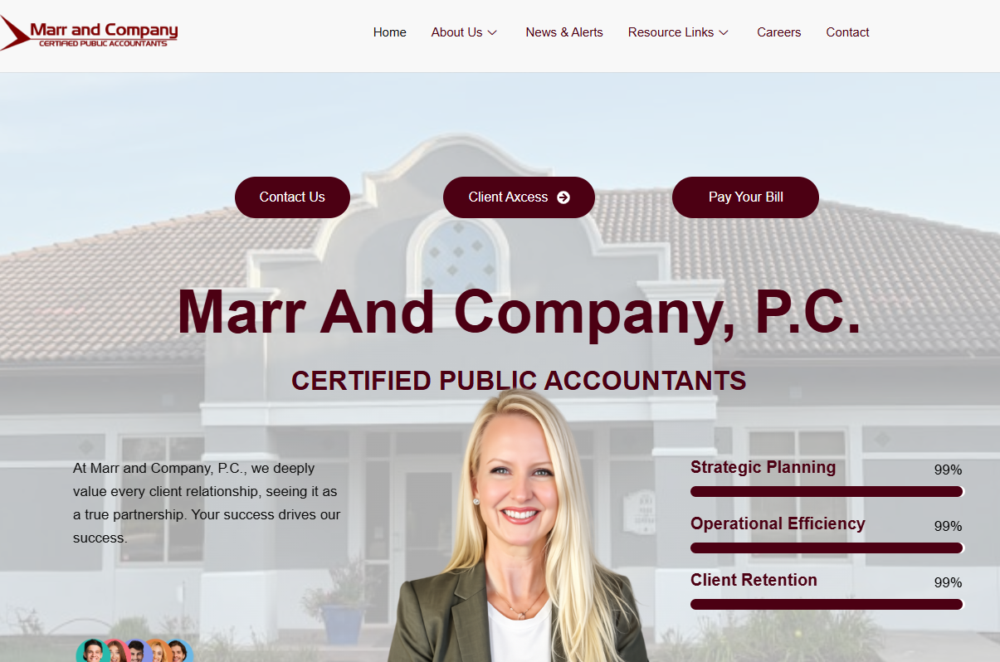 Marr and Company
CERTIFIED PUBLIC ACCOUNTANTS
Home
About Us
News & Alerts
Resource Links
Careers
Contact
Contact Us
Client Axcess
Pay Your Bill
Marr And Company, P.C.
CERTIFIED PUBLIC ACCOUNTANTS
At Marr and Company, P.C., we deeply
value every client relationship, seeing it as
a true partnership. Your success drives our
success.
Strategic Planning 99%
Operational Efficiency 99%
Client Retention 99%